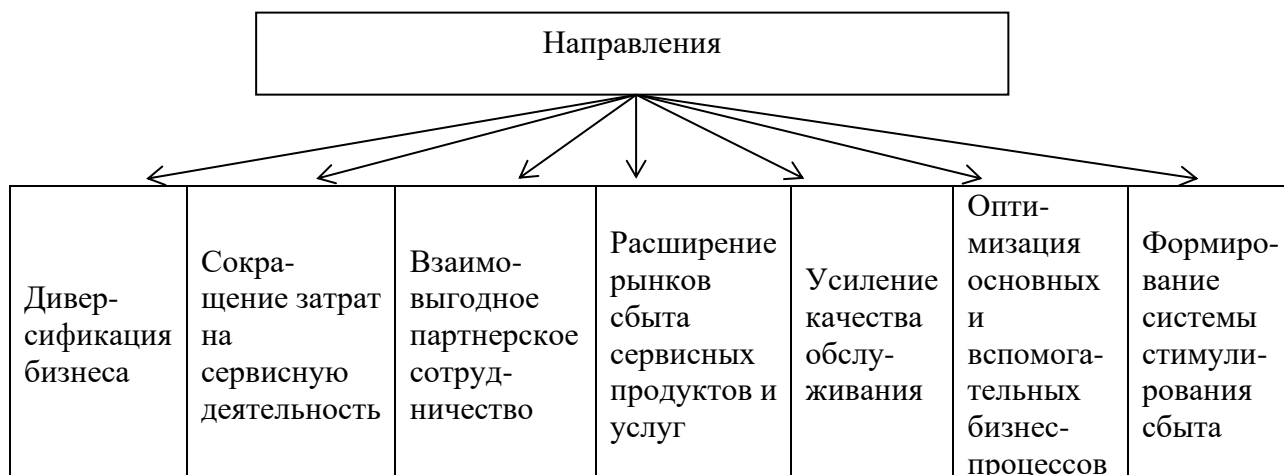 Направления
Дивер-
сификация
бизнеса
Сокра-
щение затрат
на
сервисную
деятельность
Взаимо-
выгодное
партнерское
сотруд-
ничество
Расширение
рынков
сбыта
сервисных
продуктов и
услуг
Усиление
качества
обслу-
живания
Опти-
мизация
основных
и
вспомога-
тельных
бизнес-
процессов
Формиро-
вание
системы
стимули-
рования
сбыта